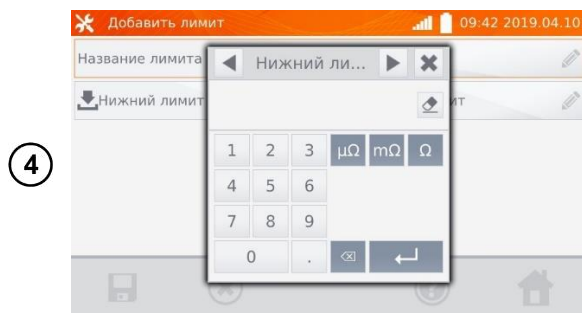 Добавить лимит 09:42 2019.04.10
Название лимита
Нижний ли...
Нижний лимит ит
4
1 2 3 µΩ mΩ Ω
4 5 6
7 8 9
0 .